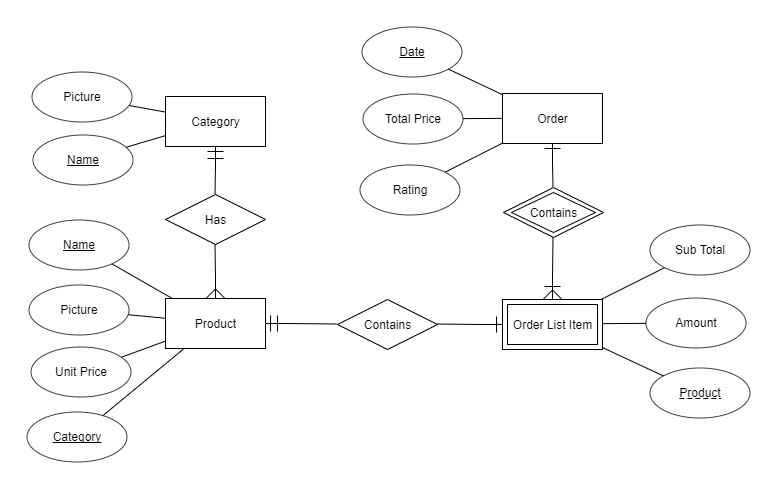 Date
Picture
Category
Order
Total Price
Name
Rating
Has
Contains
Name
Sub Total
Picture
Product
Contains
Order List Item
Amount
Unit Price
Product
Category